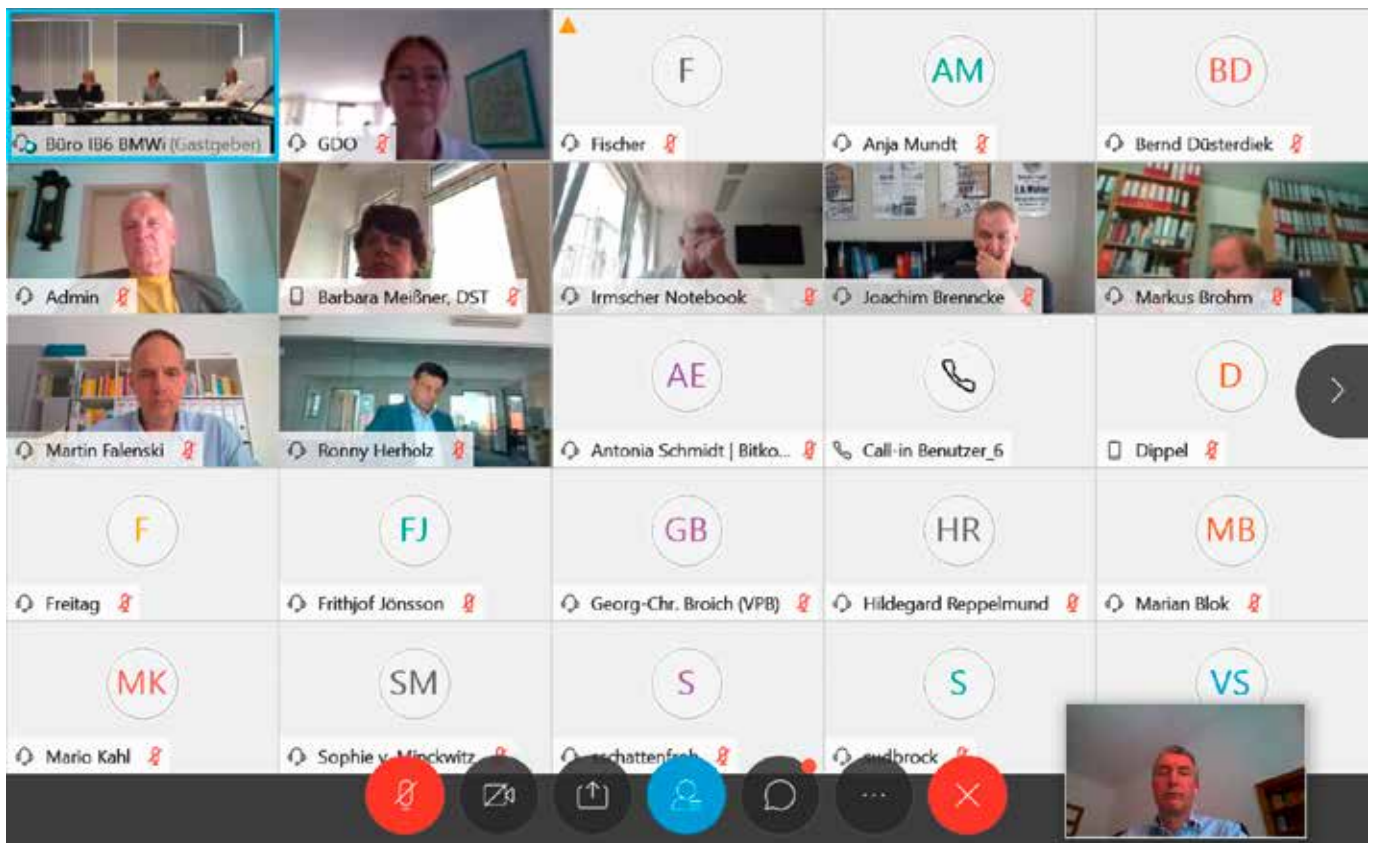 Büro IB6 BMWi (Gastgeber)
GDO
F
Fischer
AM
Anja Mundt
BD
Bernd Düsterdiek
Admin
Barbara Meißner, DST
Irmscher Notebook
Joachim Brenncke
Markus Brohm
Martin Falenski
Ronny Herholz
AE
Antonia Schmidt | Bitko...
Call-in Benutzer_6
D
Dippel
F
Freitag
FJ
Frithjof Jönsson
GB
Georg-Chr. Broich (VPB)
HR
Hildegard Reppelmund
MB
Marian Blok
MK
Mario Kahl
SM
Sophie v. Minckwitz
S
S
VS